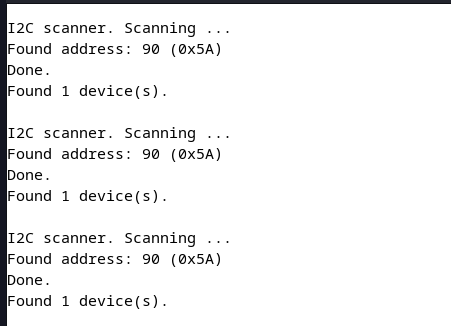 I2C scanner. Scanning ...
Found address: 90 (0x5A)
Done.
Found 1 device(s).

I2C scanner. Scanning ...
Found address: 90 (0x5A)
Done.
Found 1 device(s).

I2C scanner. Scanning ...
Found address: 90 (0x5A)
Done.
Found 1 device(s).